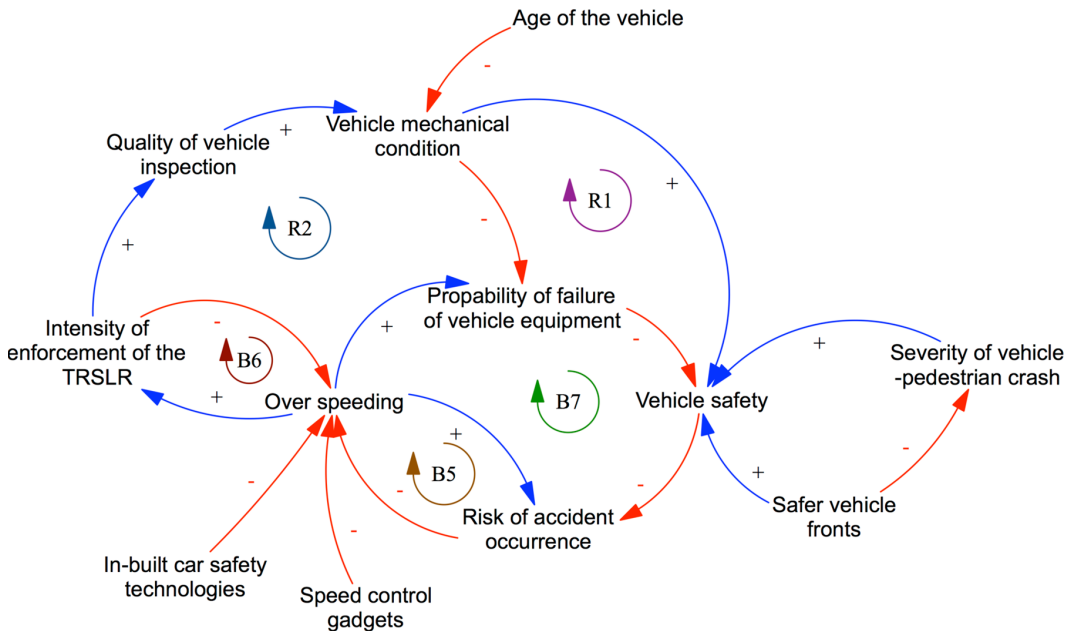 Age of the vehicle
-
Vehicle mechanical
condition
+
Quality of vehicle
inspection
+
R1
-
R2
+
Propability of failure
of vehicle equipment
+
-
Intensity of
enforcement of the
TRSLR
-
B6
+
Over speeding
-
B7
Vehicle safety
+
Severity of vehicle
-pedestrian crash
-
+
B5
-
-
+
Safer vehicle
fronts
Risk of accident
occurrence
-
-
In-built car safety
technologies
Speed control
gadgets